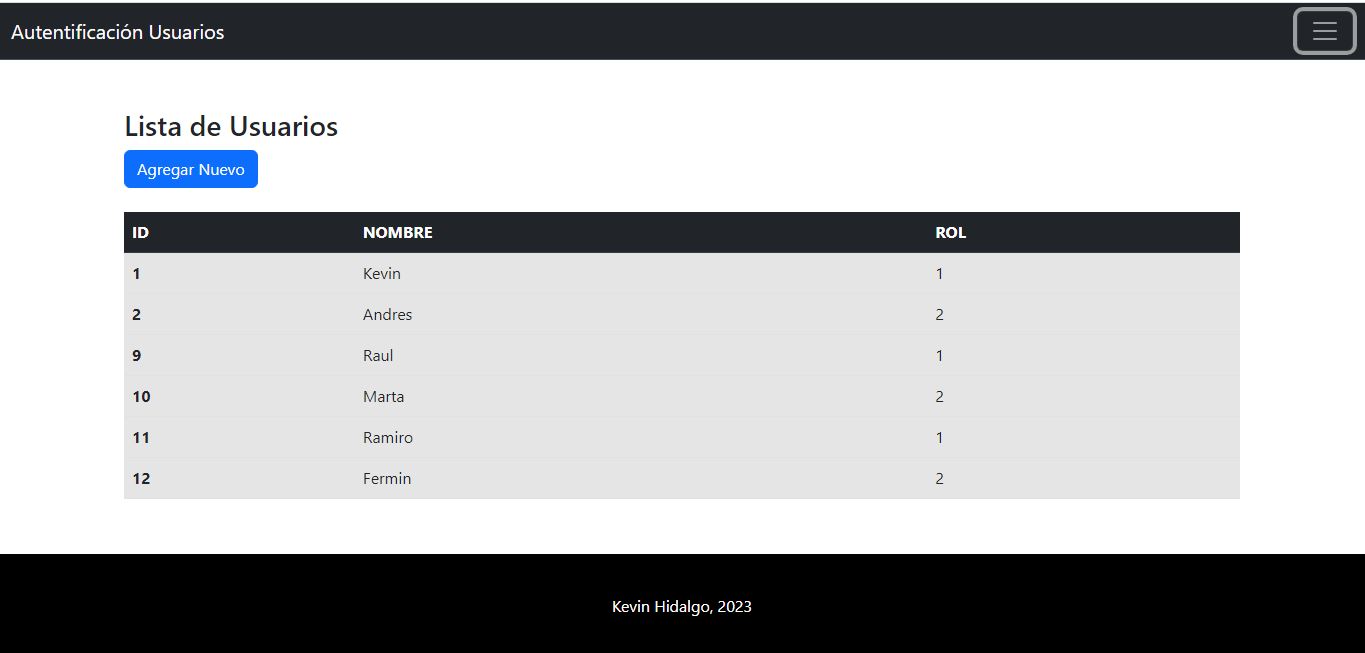 Autentificación Usuarios
Lista de Usuarios
Agregar Nuevo
ID NOMBRE ROL
1 Kevin 1
2 Andres 2
9 Raul 1
10 Marta 2
11 Ramiro 1
12 Fermin 2
Kevin Hidalgo, 2023